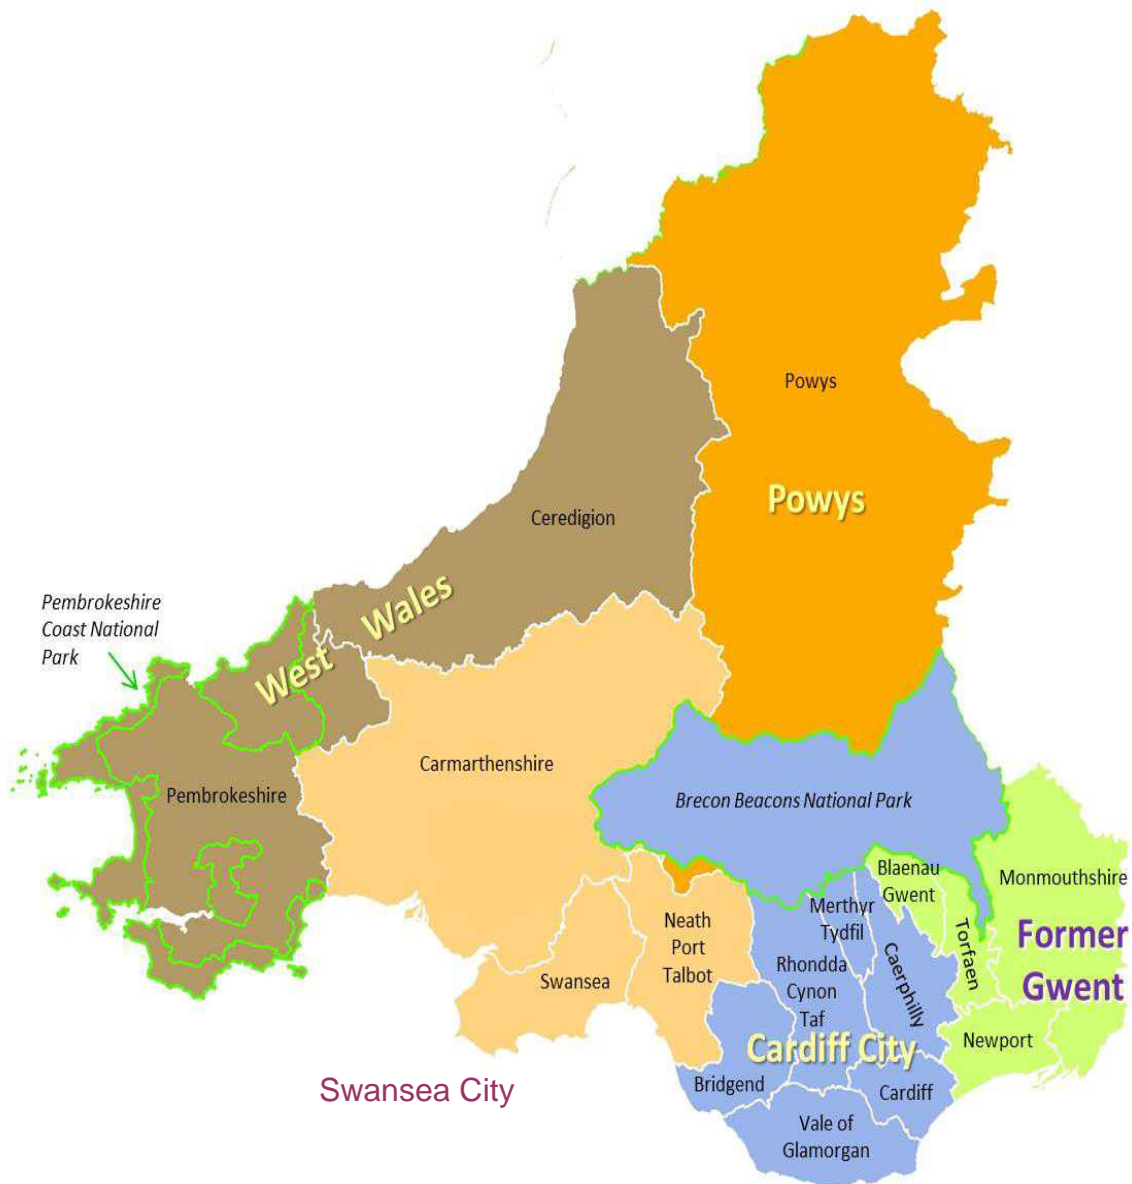 Powys
Powys
Ceredigion
Pembrokeshire
Coast National
Park
West Wales
Carmarthenshire
Pembrokeshire
Brecon Beacons National Park
Blaenau
Gwent
Monmouthshire
Merthyr
Tydfil
Neath
Port
Talbot
Torfaen
Former
Gwent
Caerphilly
Rhondda
Cynon
Taf
Swansea
Newport
Cardiff City
Bridgend
Cardiff
Swansea City
Vale of
Glamorgan